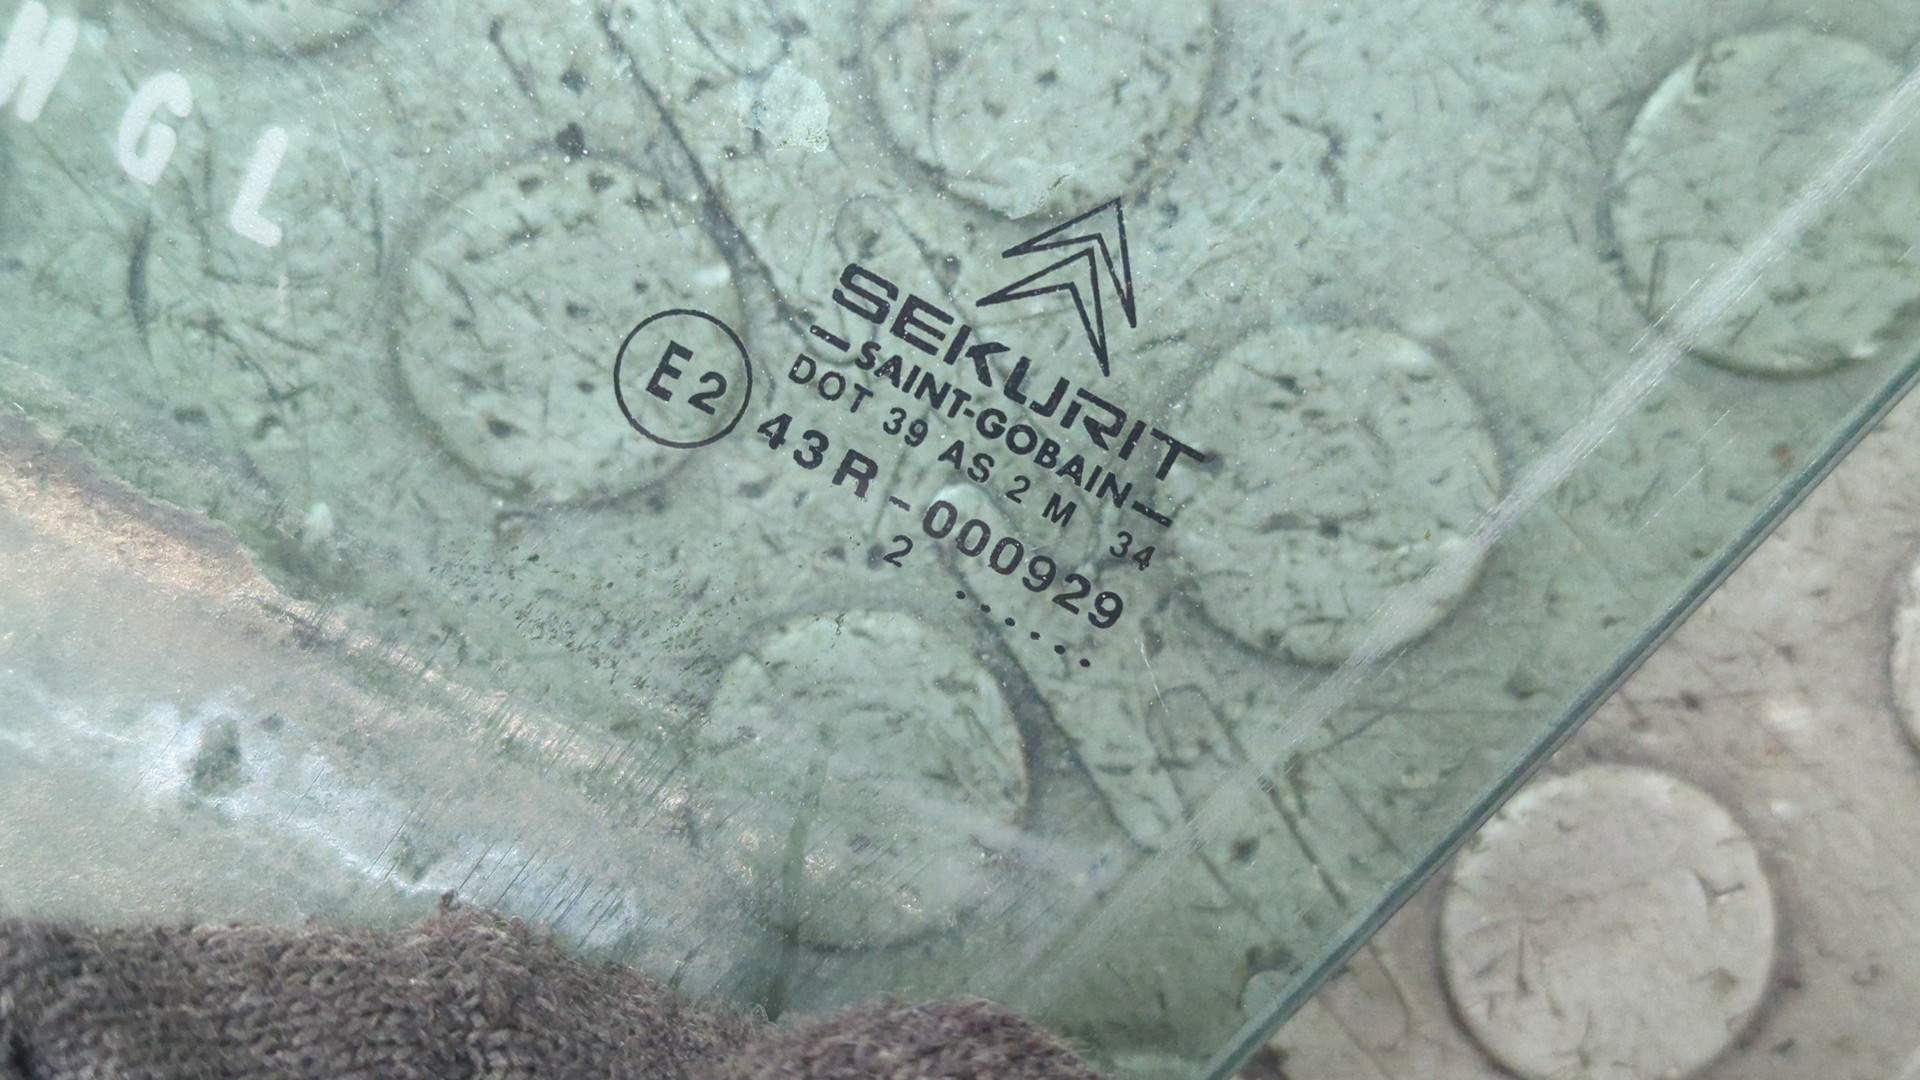 HGL
SEKURIT
SAINT-GOBAIN
DOT 39 AS 2 M 34
E2 43R-000929
2 ......